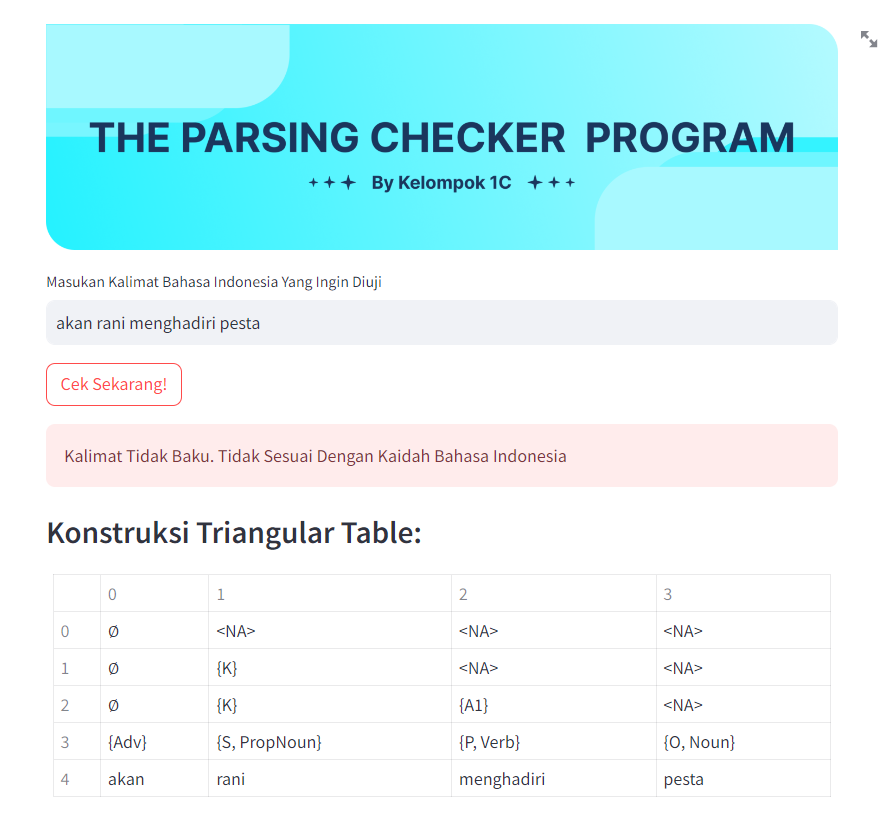 THE PARSING CHECKER PROGRAM
By Kelompok 1C
Masukan Kalimat Bahasa Indonesia Yang Ingin Diuji
akan rani menghadiri pesta
Cek Sekarang!
Kalimat Tidak Baku. Tidak Sesuai Dengan Kaidah Bahasa Indonesia
Konstruksi Triangular Table:
0 1 2 3
0 Ø <NA> <NA> <NA>
1 Ø {K} <NA> <NA>
2 Ø {K} {A1} <NA>
3 {Adv} {S, PropNoun} {P, Verb} {O, Noun}
4 akan rani menghadiri pesta